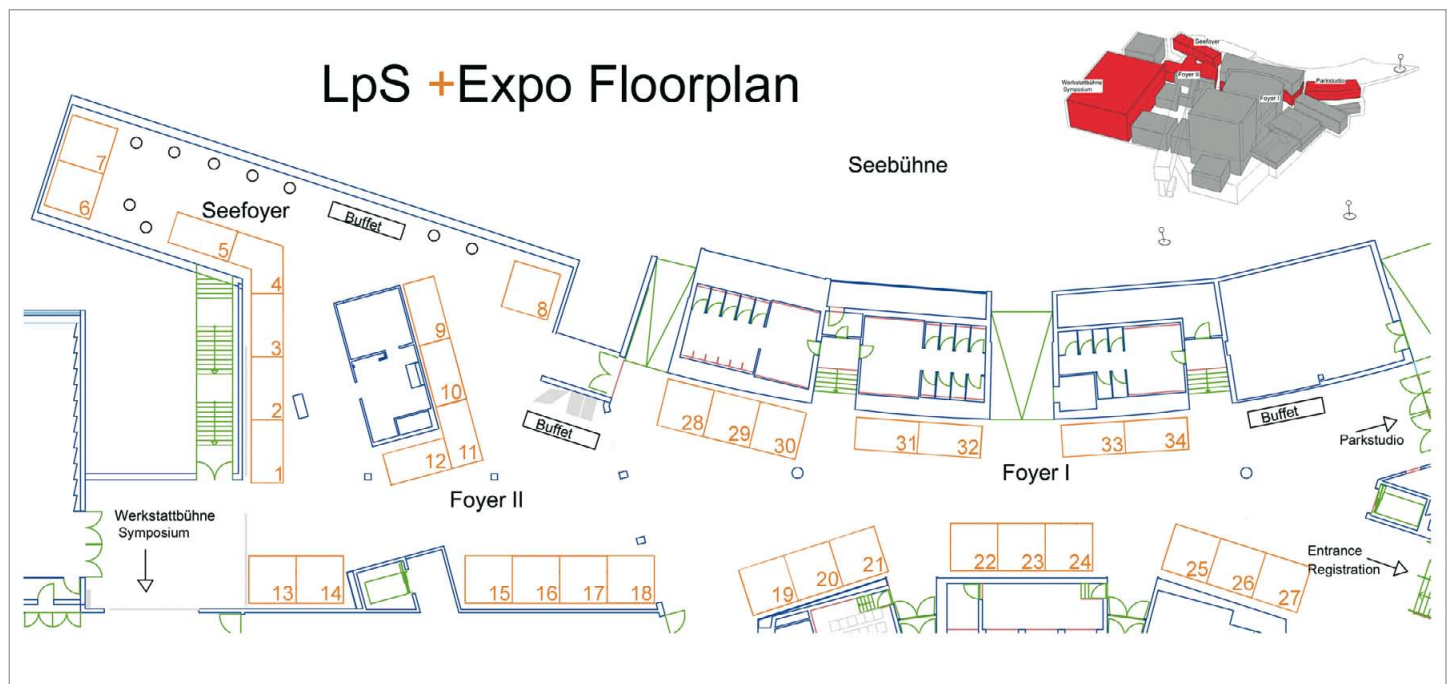 LpS +Expo Floorplan
Seefoyer
Foyer II
Werkstattbühne
Symposium
Foyer I
Parkstudio
Seebühne
7
6
Seefoyer
Buffet
5
4
8
9
3
10
2
28
29
30
31
32
33
34
Buffet
Buffet
Parkstudio
1
12
11
Foyer I
Foyer II
Werkstattbühne
Symposium
13
14
15
16
17
18
19
20
21
22
23
24
25
26
27
Entrance
Registration